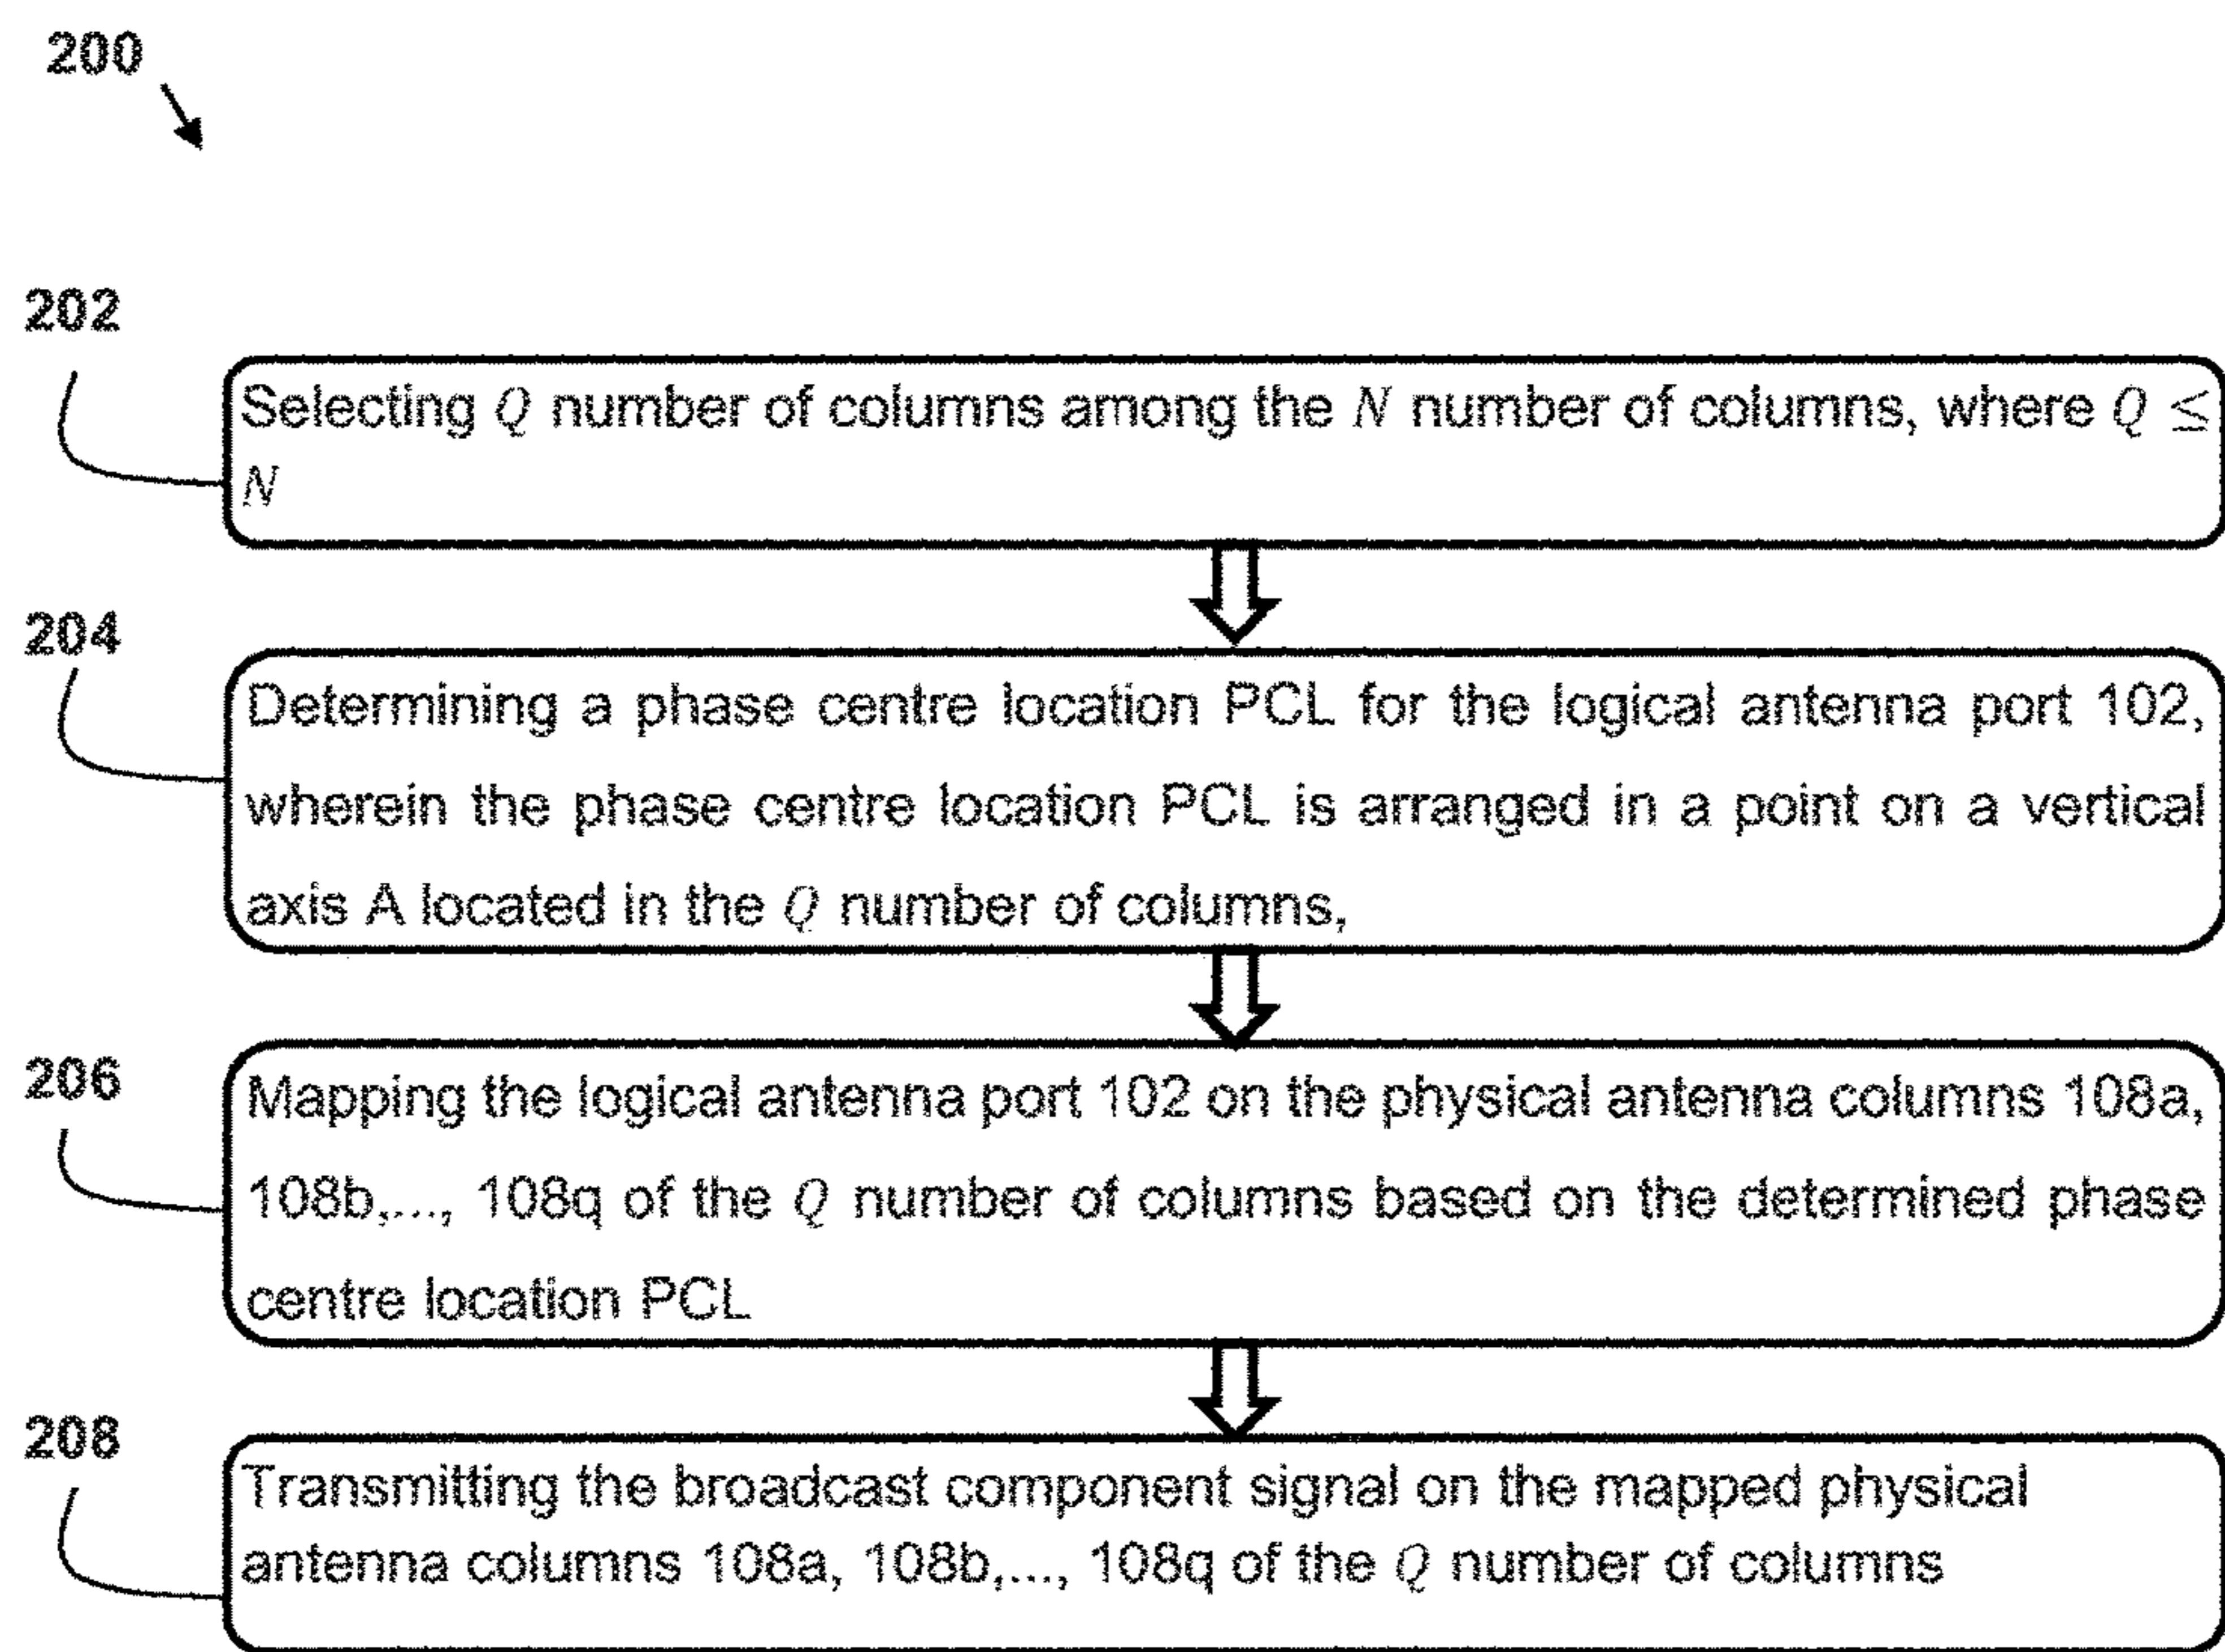 200
202
Selecting Q number of columns among the N number of columns, where Q ≤
N
204
Determining a phase centre location PCL for the logical antenna port 102,
wherein the phase centre location PCL is arranged in a point on a vertical
axis A located in the Q number of columns,
206
Mapping the logical antenna port 102 on the physical antenna columns 108a,
108b,..., 108q of the Q number of columns based on the determined phase
centre location PCL
208
Transmitting the broadcast component signal on the mapped physical
antenna columns 108a, 108b,..., 108q of the Q number of columns